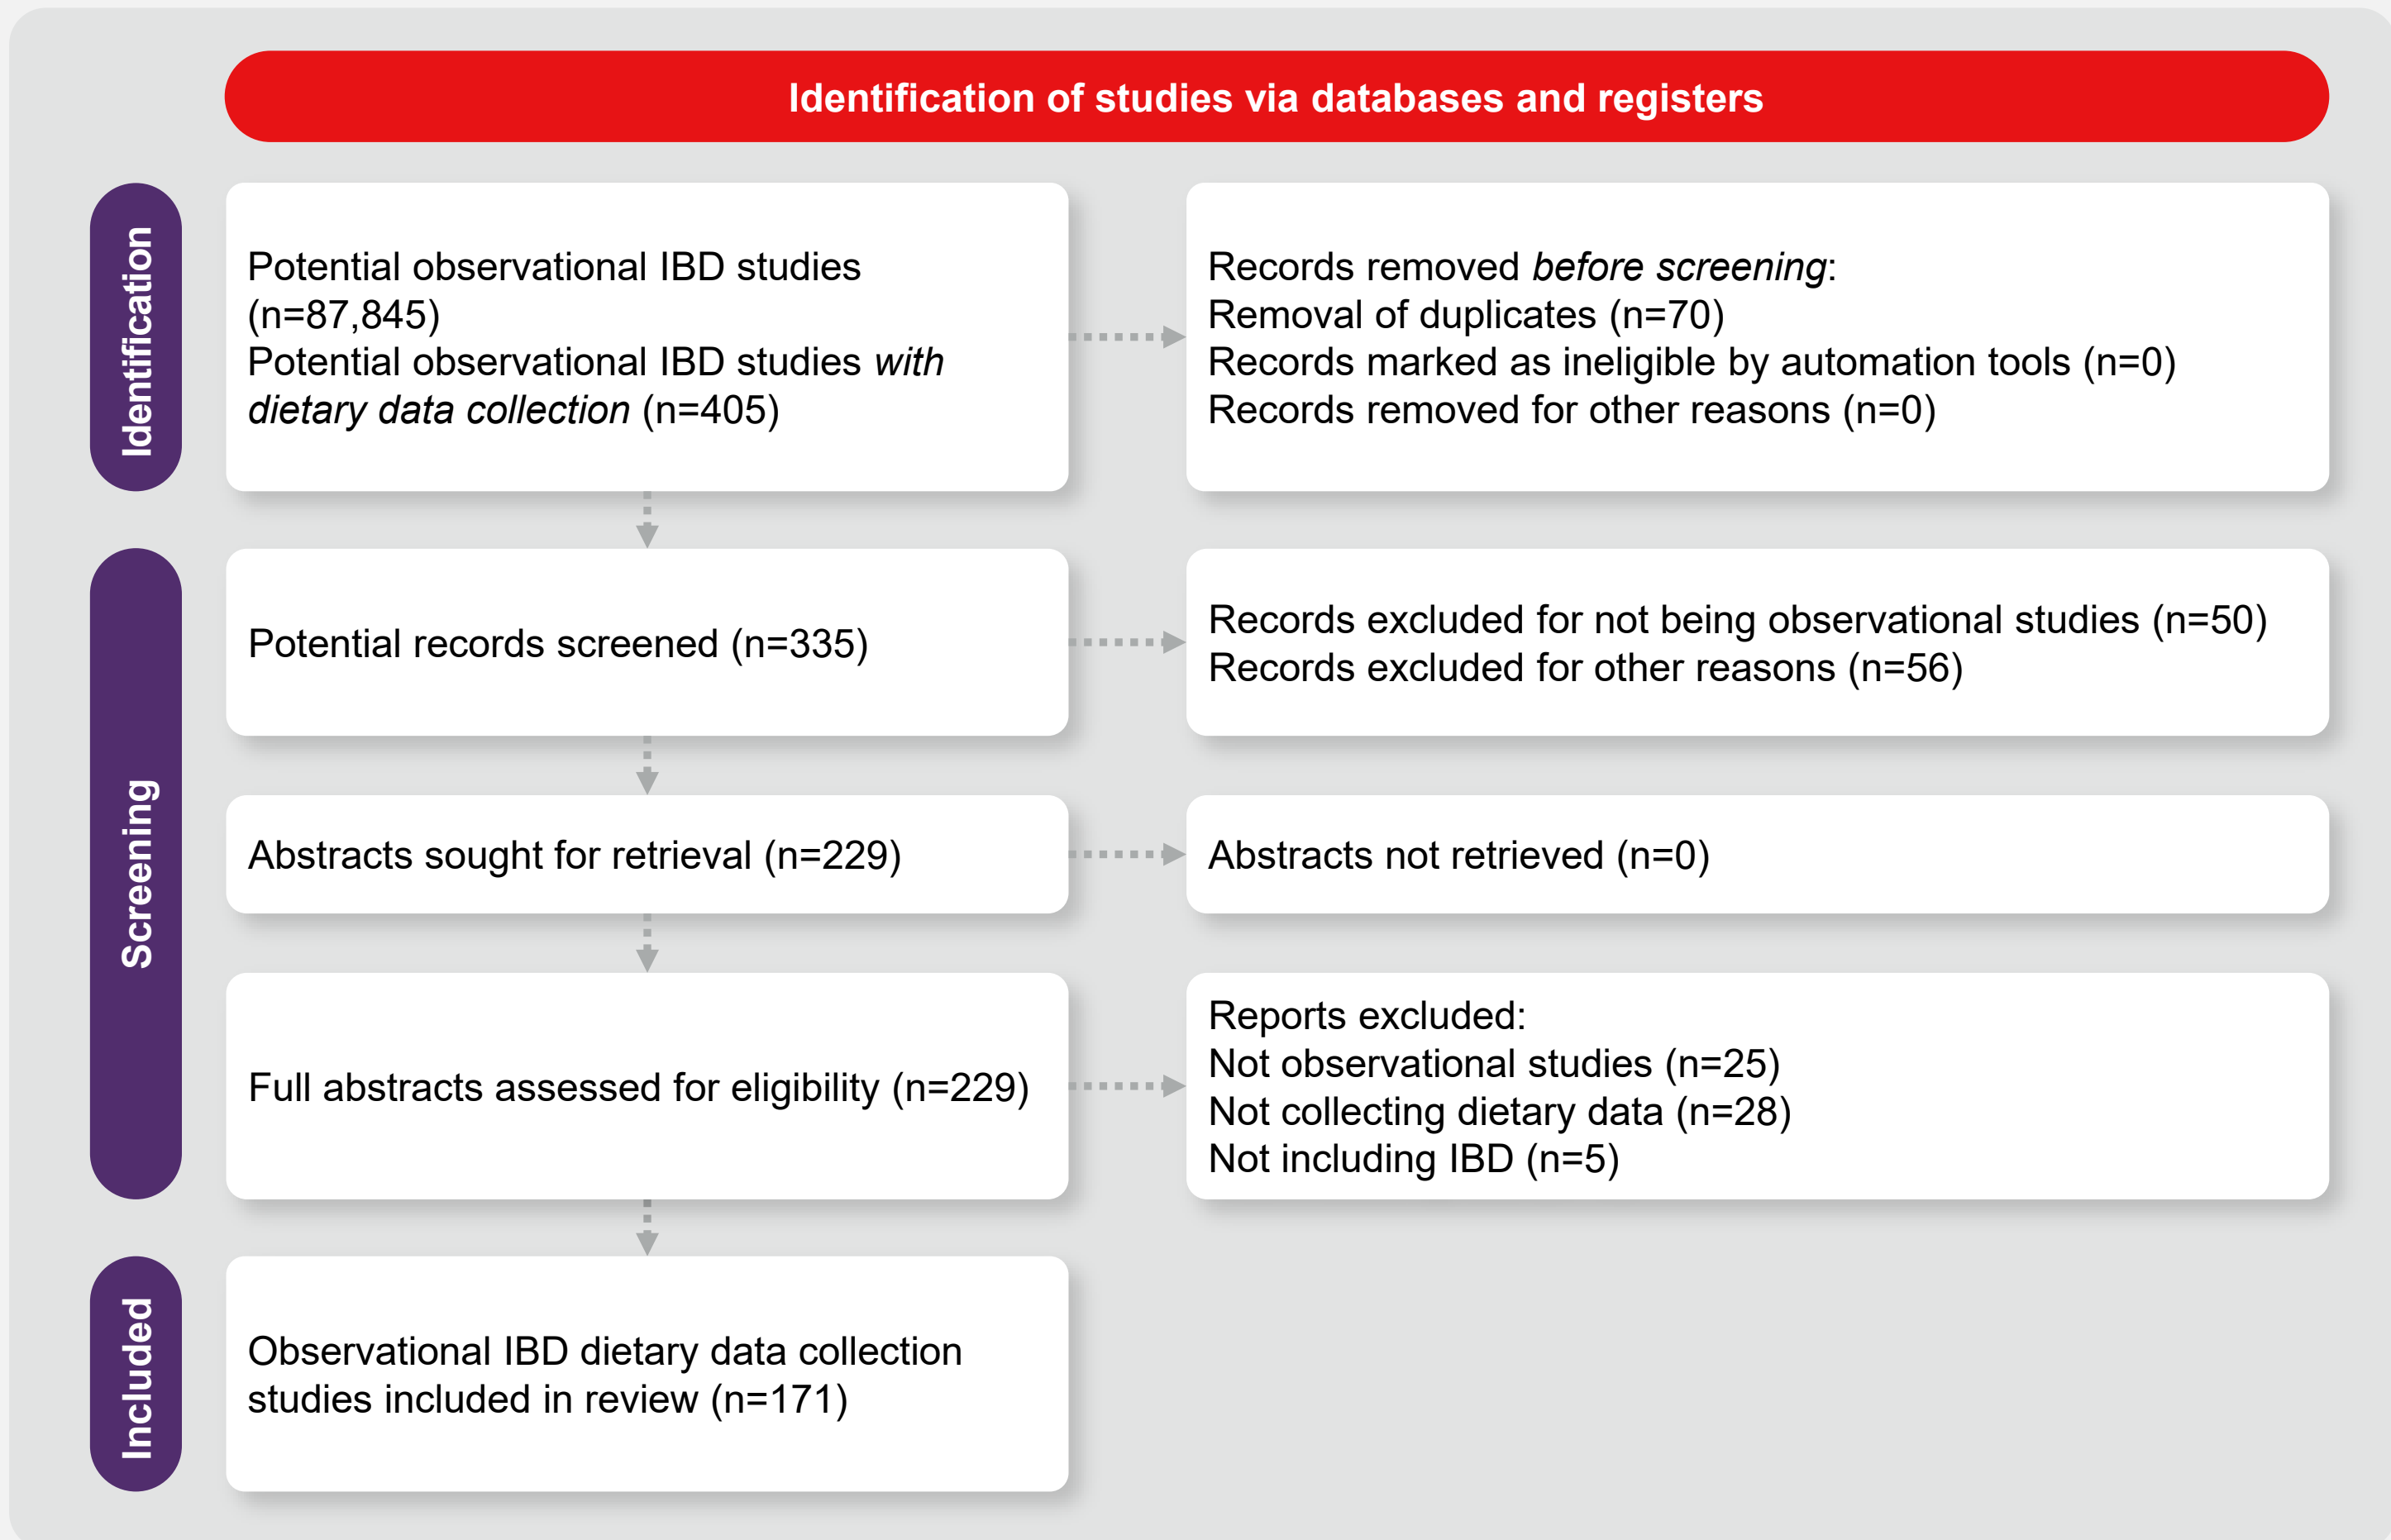 Identification of studies via databases and registers
Identification
Potential observational IBD studies
(n=87,845)
Potential observational IBD studies with
dietary data collection (n=405)
Records removed before screening:
Removal of duplicates (n=70)
Records marked as ineligible by automation tools (n=0)
Records removed for other reasons (n=0)
Screening
Potential records screened (n=335)
Records excluded for not being observational studies (n=50)
Records excluded for other reasons (n=56)
Abstracts sought for retrieval (n=229)
Abstracts not retrieved (n=0)
Full abstracts assessed for eligibility (n=229)
Reports excluded:
Not observational studies (n=25)
Not collecting dietary data (n=28)
Not including IBD (n=5)
Included
Observational IBD dietary data collection
studies included in review (n=171)